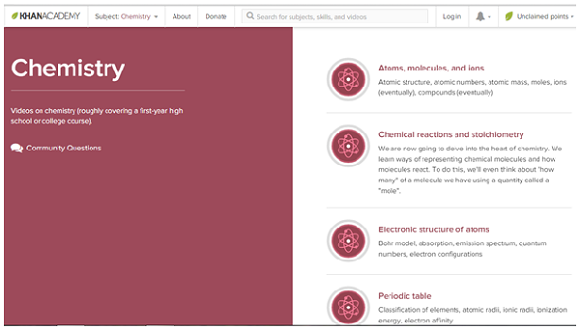 KHANACADEMY Subject: Chemistry About Donate Search for subjects, skills, and videos Login Unclaimed points
Chemistry
Videos on chemistry (roughly covering a first-year high
school or college course).
Community Questions
Atoms, molecules, and ions
Atomic structure, atomic numbers, atomic mass, moles, ions
(eventually), compounds (eventually)
Chemical reactions and stoichiometry
We are now going to delve into the heart of chemistry. We
learn ways of representing chemical molecules and how
molecules react. To do this, we'll even think about "how
many" of a molecule we have using a quantity called a
"mole".
Electronic structure of atoms
Bohr model, absorption, emission spectrum, quantum
numbers, electron configurations
Periodic table
Classification of elements, atomic radii, ionic radii, ionization
energy, electron affinity